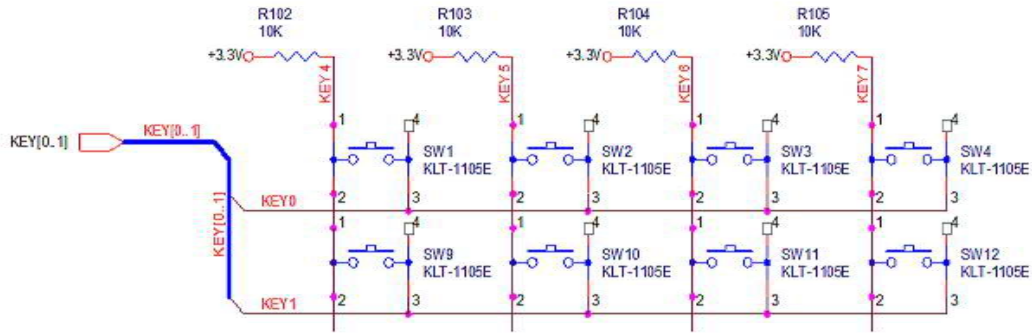 R102 R103 R104 R105
10K 10K 10K 10K
+3.3V +3.3V +3.3V +3.3V
KEY 4 KEY 5 KEY 6 KEY 7
1 4 1 4 1 4 1 4
KEY[0..1] KEY[0..1]
SW1 SW2 SW3 SW4
KLT-1105E KLT-1105E KLT-1105E KLT-1105E
KEY0 2 3 2 3 2 3 2 3
KEY[0..1]
1 4 1 4 1 4 1 4
SW9 SW10 SW11 SW12
KLT-1105E KLT-1105E KLT-1105E KLT-1105E
KEY1 2 3 2 3 2 3 2 3